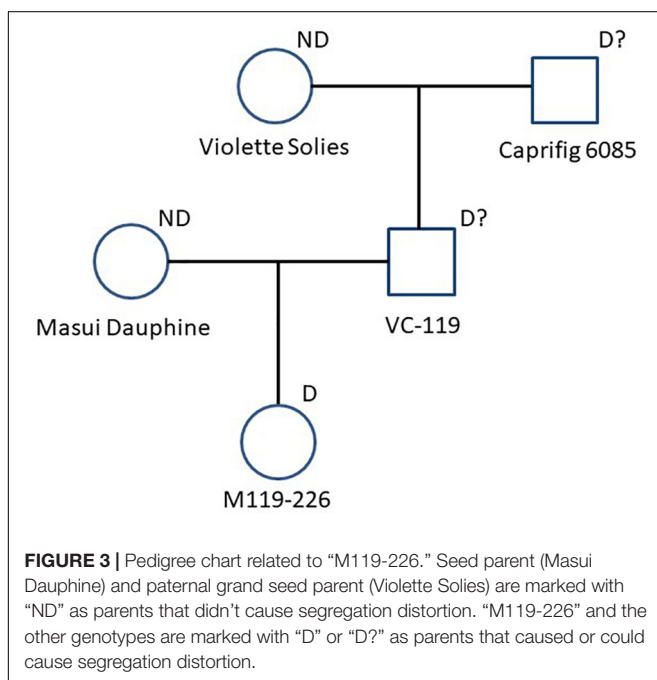 ND
D?
Violette Solies
Caprifig 6085
ND
D?
Masui Dauphine
VC-119
D
M119-226
FIGURE 3 | Pedigree chart related to “M119-226.” Seed parent (Masui
Dauphine) and paternal grand seed parent (Violette Solies) are marked with
“ND” as parents that didn’t cause segregation distortion. “M119-226” and the
other genotypes are marked with “D” or “D?” as parents that caused or could
cause segregation distortion.